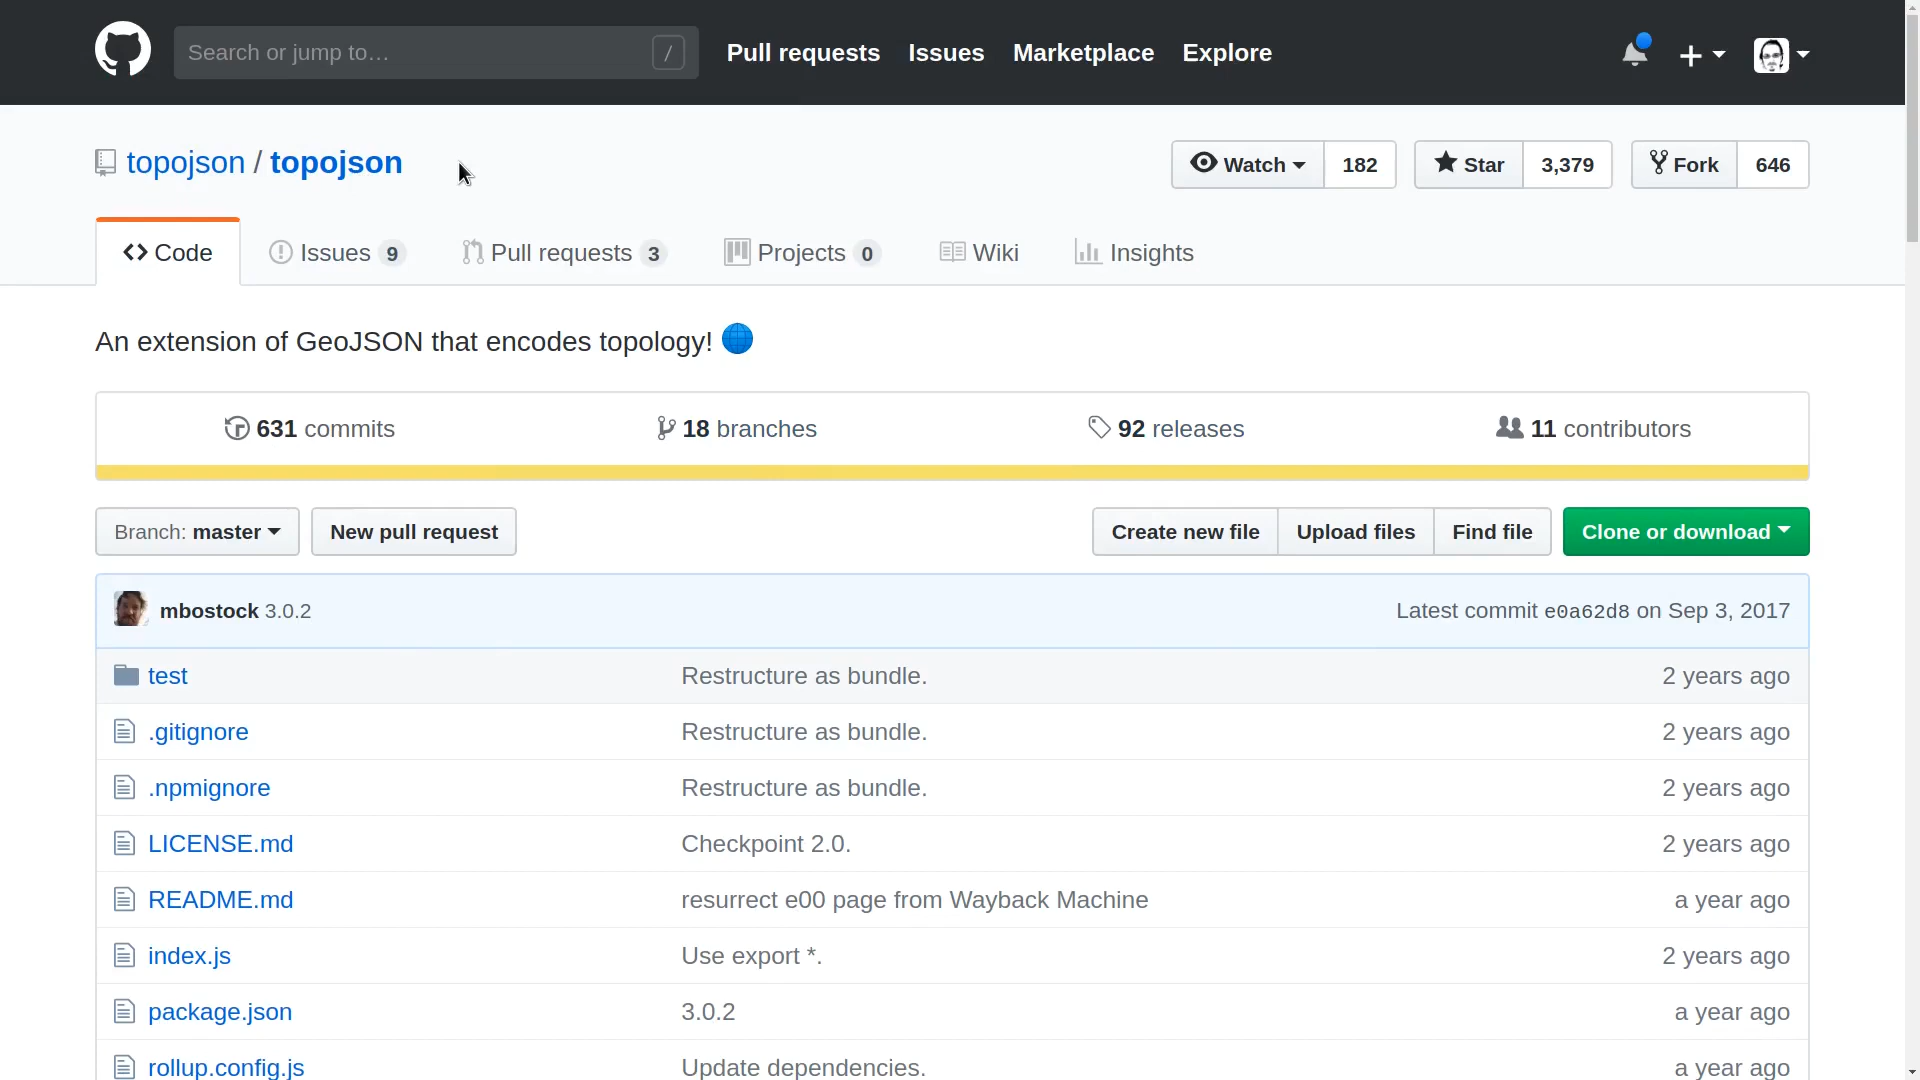 Search or jump to… /
Pull requests Issues Marketplace Explore
topojson / topojson
Watch 182 Star 3,379 Fork 646
Code Issues 9 Pull requests 3 Projects 0 Wiki Insights
An extension of GeoJSON that encodes topology!
631 commits 18 branches 92 releases 11 contributors
Branch: master New pull request Create new file Upload files Find file Clone or download
mbostock 3.0.2 Latest commit e0a62d8 on Sep 3, 2017
test Restructure as bundle. 2 years ago
.gitignore Restructure as bundle. 2 years ago
.npmignore Restructure as bundle. 2 years ago
LICENSE.md Checkpoint 2.0. 2 years ago
README.md resurrect e00 page from Wayback Machine a year ago
index.js Use export *. 2 years ago
package.json 3.0.2 a year ago
rollup.config.js Update dependencies. a year ago